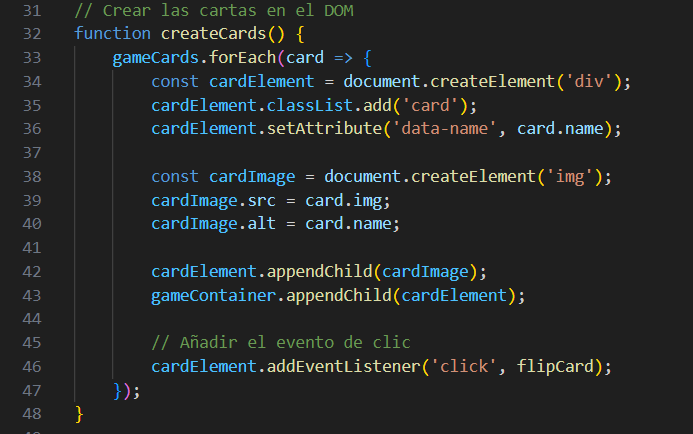 31 // Crear las cartas en el DOM
32 function createCards() {
33 gameCards.forEach(card => {
34 const cardElement = document.createElement('div');
35 cardElement.classList.add('card');
36 cardElement.setAttribute('data-name', card.name);
37
38 const cardImage = document.createElement('img');
39 cardImage.src = card.img;
40 cardImage.alt = card.name;
41
42 cardElement.appendChild(cardImage);
43 gameContainer.appendChild(cardElement);
44
45 // Añadir el evento de clic
46 cardElement.addEventListener('click', flipCard);
47 });
48 }